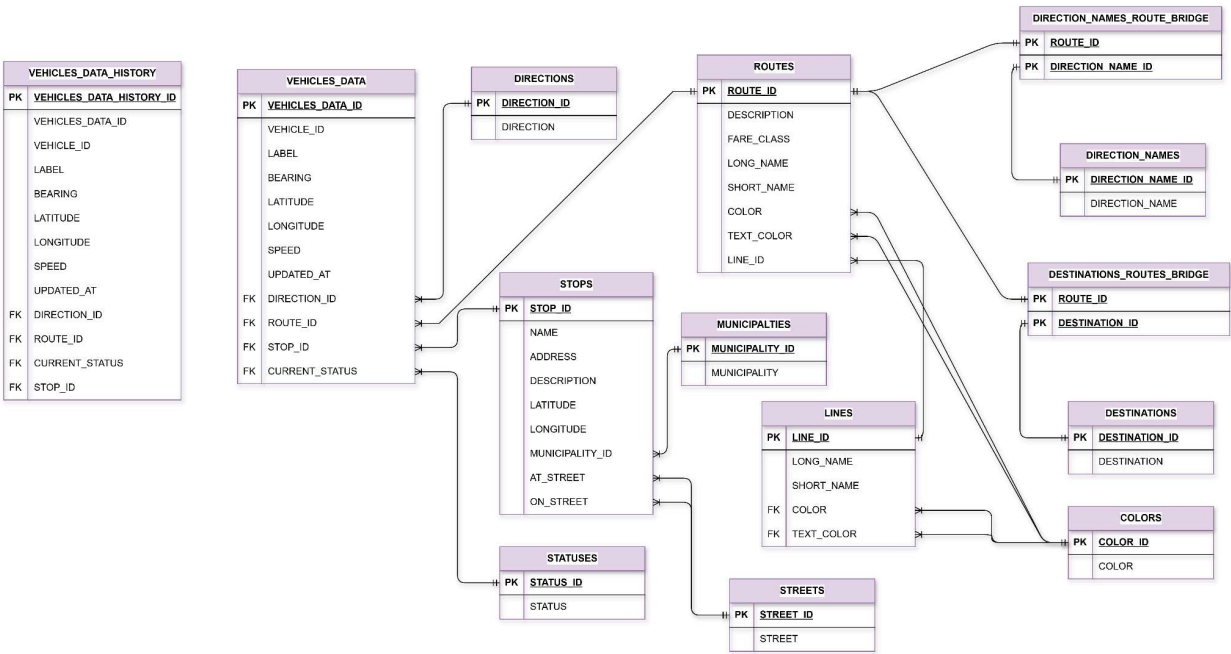 VEHICLES_DATA_HISTORY
PK VEHICLES_DATA_HISTORY_ID
VEHICLES_DATA_ID
VEHICLE_ID
LABEL
BEARING
LATITUDE
LONGITUDE
SPEED
UPDATED_AT
FK DIRECTION_ID
FK ROUTE_ID
FK CURRENT_STATUS
FK STOP_ID
VEHICLES_DATA
PK VEHICLES_DATA_ID
VEHICLE_ID
LABEL
BEARING
LATITUDE
LONGITUDE
SPEED
UPDATED_AT
FK DIRECTION_ID
FK ROUTE_ID
FK STOP_ID
FK CURRENT_STATUS
DIRECTIONS
PK DIRECTION_ID
DIRECTION
STOPS
PK STOP_ID
NAME
ADDRESS
DESCRIPTION
LATITUDE
LONGITUDE
MUNICIPALITY_ID
AT_STREET
ON_STREET
STATUSES
PK STATUS_ID
STATUS
ROUTES
PK ROUTE_ID
DESCRIPTION
FARE_CLASS
LONG_NAME
SHORT_NAME
COLOR
TEXT_COLOR
LINE_ID
MUNICIPALTIES
PK MUNICIPALITY_ID
MUNICIPALITY
LINES
PK LINE_ID
LONG_NAME
SHORT_NAME
FK COLOR
FK TEXT_COLOR
STREETS
PK STREET_ID
STREET
DIRECTION_NAMES_ROUTE_BRIDGE
PK ROUTE_ID
PK DIRECTION_NAME_ID
DIRECTION_NAMES
PK DIRECTION_NAME_ID
DIRECTION_NAME
DESTINATIONS_ROUTES_BRIDGE
PK ROUTE_ID
PK DESTINATION_ID
DESTINATIONS
PK DESTINATION_ID
DESTINATION
COLORS
PK COLOR_ID
COLOR